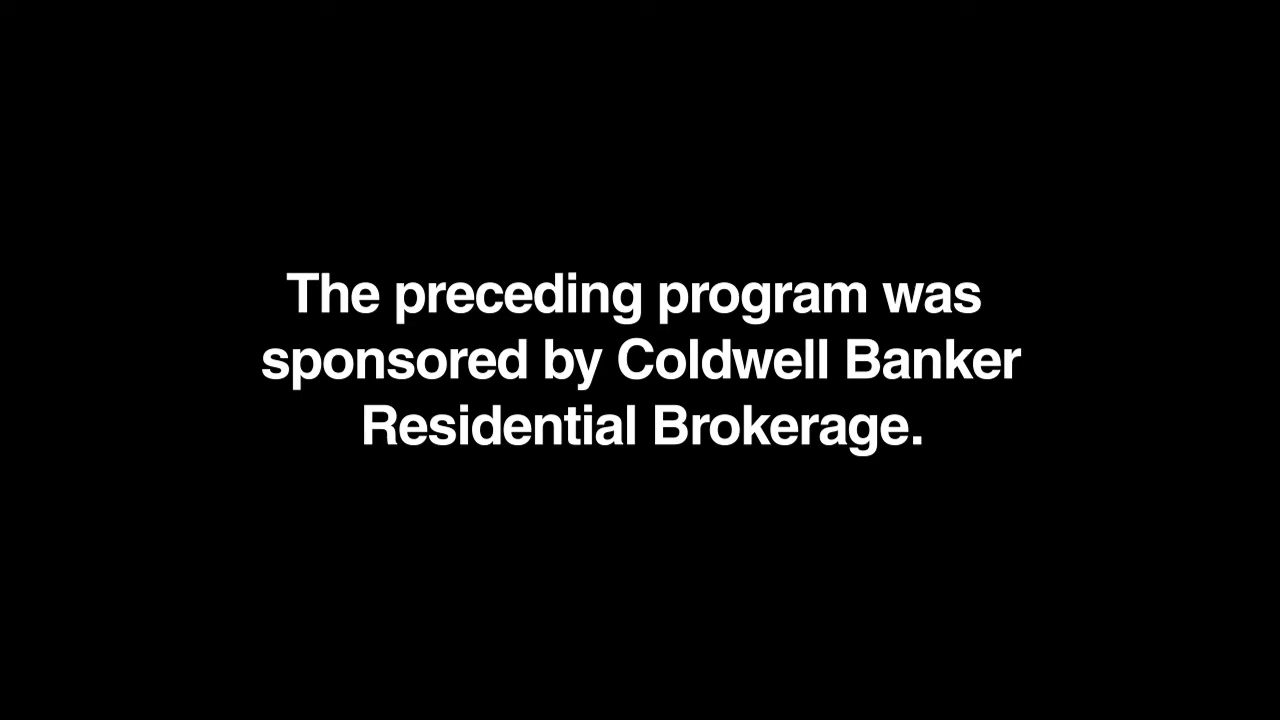 The preceding program was
sponsored by Coldwell Banker
Residential Brokerage.